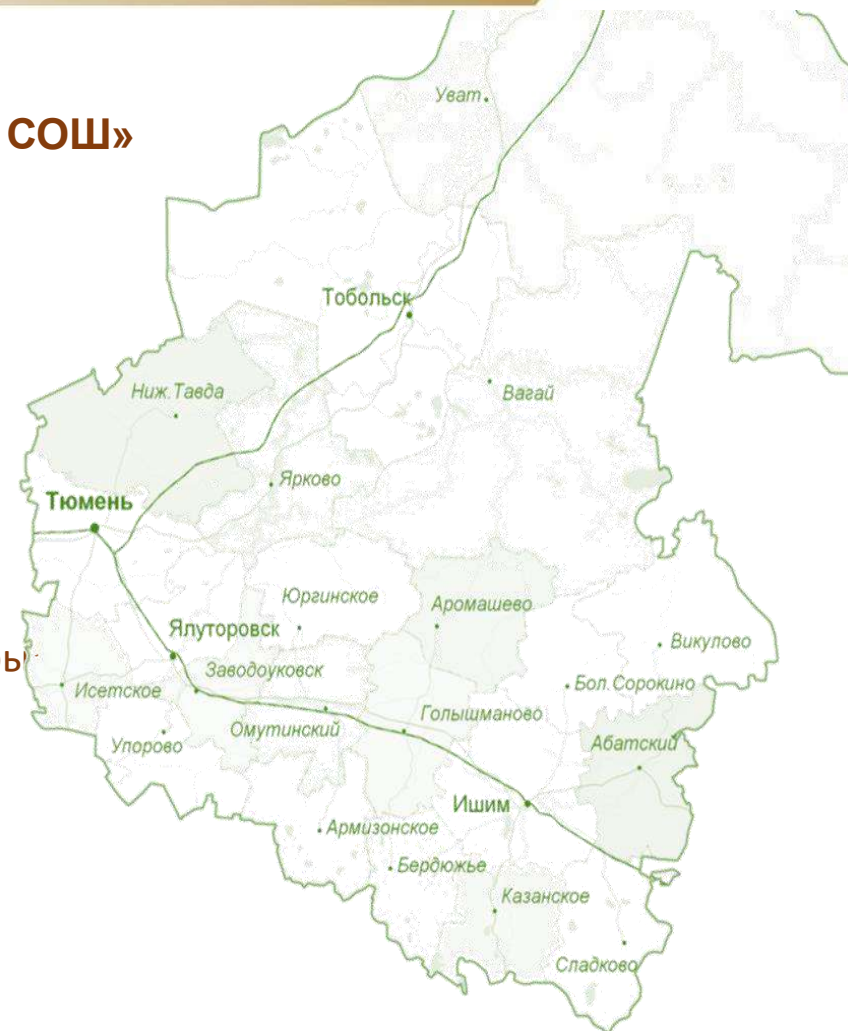 Уват
СОШ»
Тобольск
Ниж.Тавда
Вагай
Ярково
Тюмень
Юргинское
Аромашево
Ялуторовск
Викулово
ры
Заводоуковск
Исетское
Бол.Сорокино
Омутинский
Голышманово
Упорово
Абатский
Ишим
Армизонское
Бердюжье
Казанское
Сладково